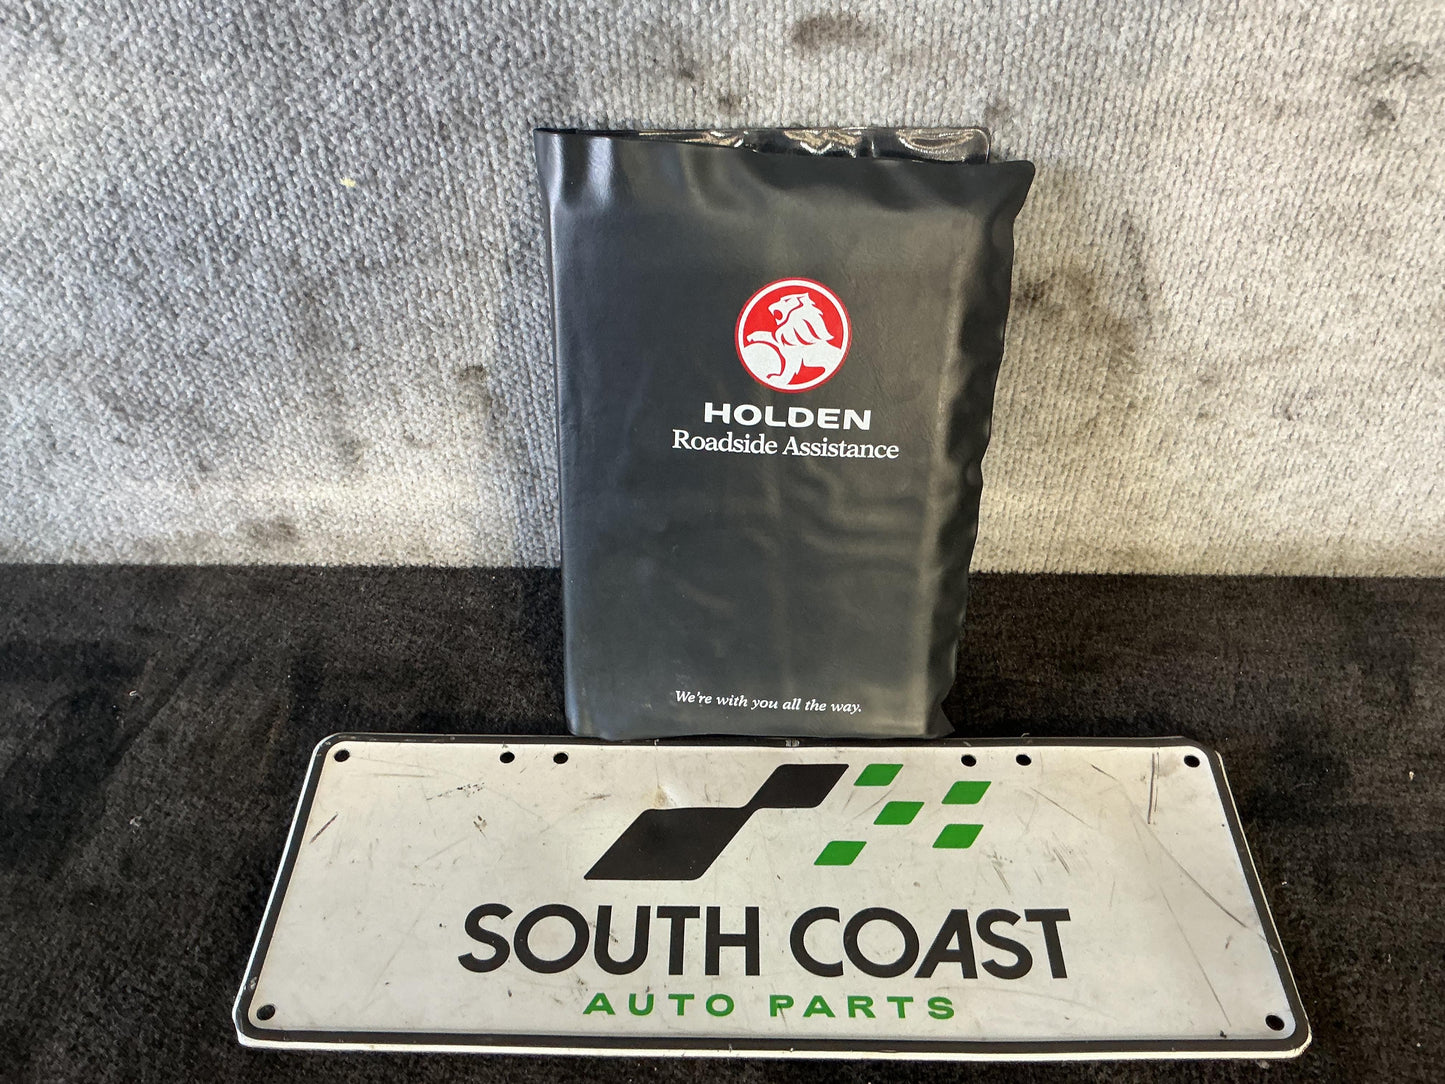 HOLDEN
Roadside Assistance
We're with you all the way.
SOUTH COAST
AUTO PARTS